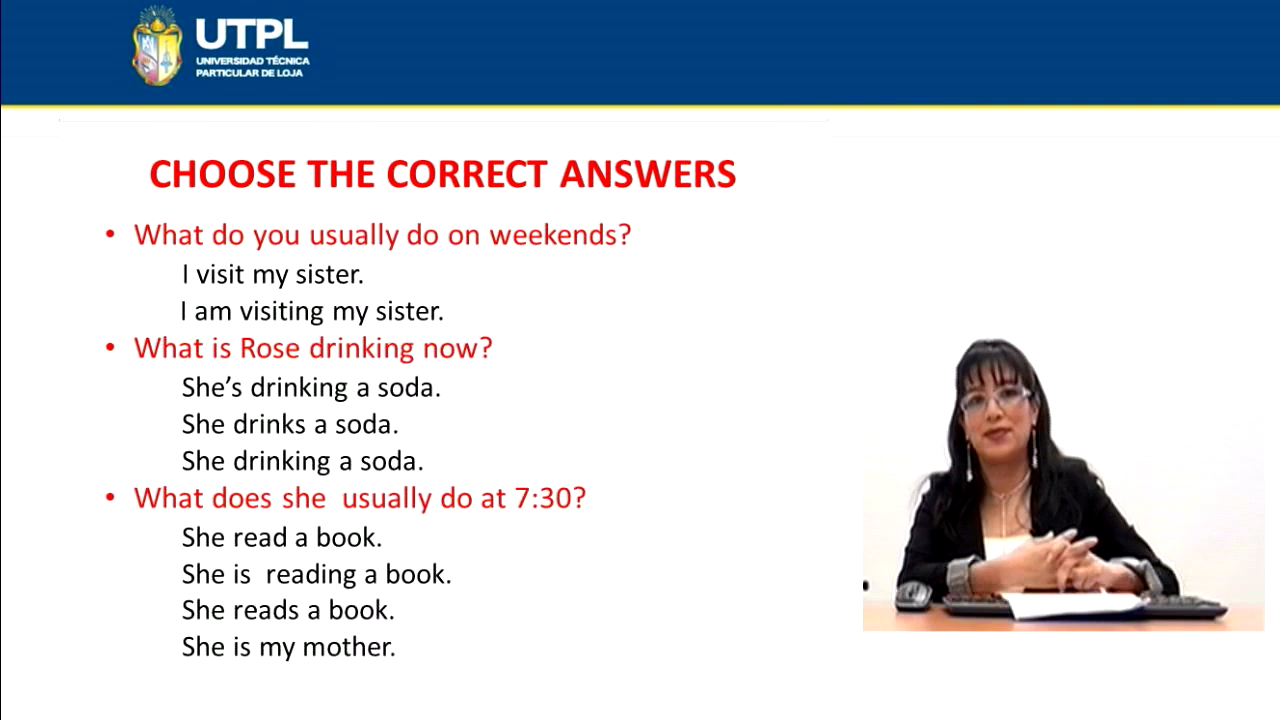 UTPL
UNIVERSIDAD TÉCNICA
PARTICULAR DE LOJA
CHOOSE THE CORRECT ANSWERS
• What do you usually do on weekends?
I visit my sister.
I am visiting my sister.
• What is Rose drinking now?
She’s drinking a soda.
She drinks a soda.
She drinking a soda.
• What does she usually do at 7:30?
She read a book.
She is reading a book.
She reads a book.
She is my mother.